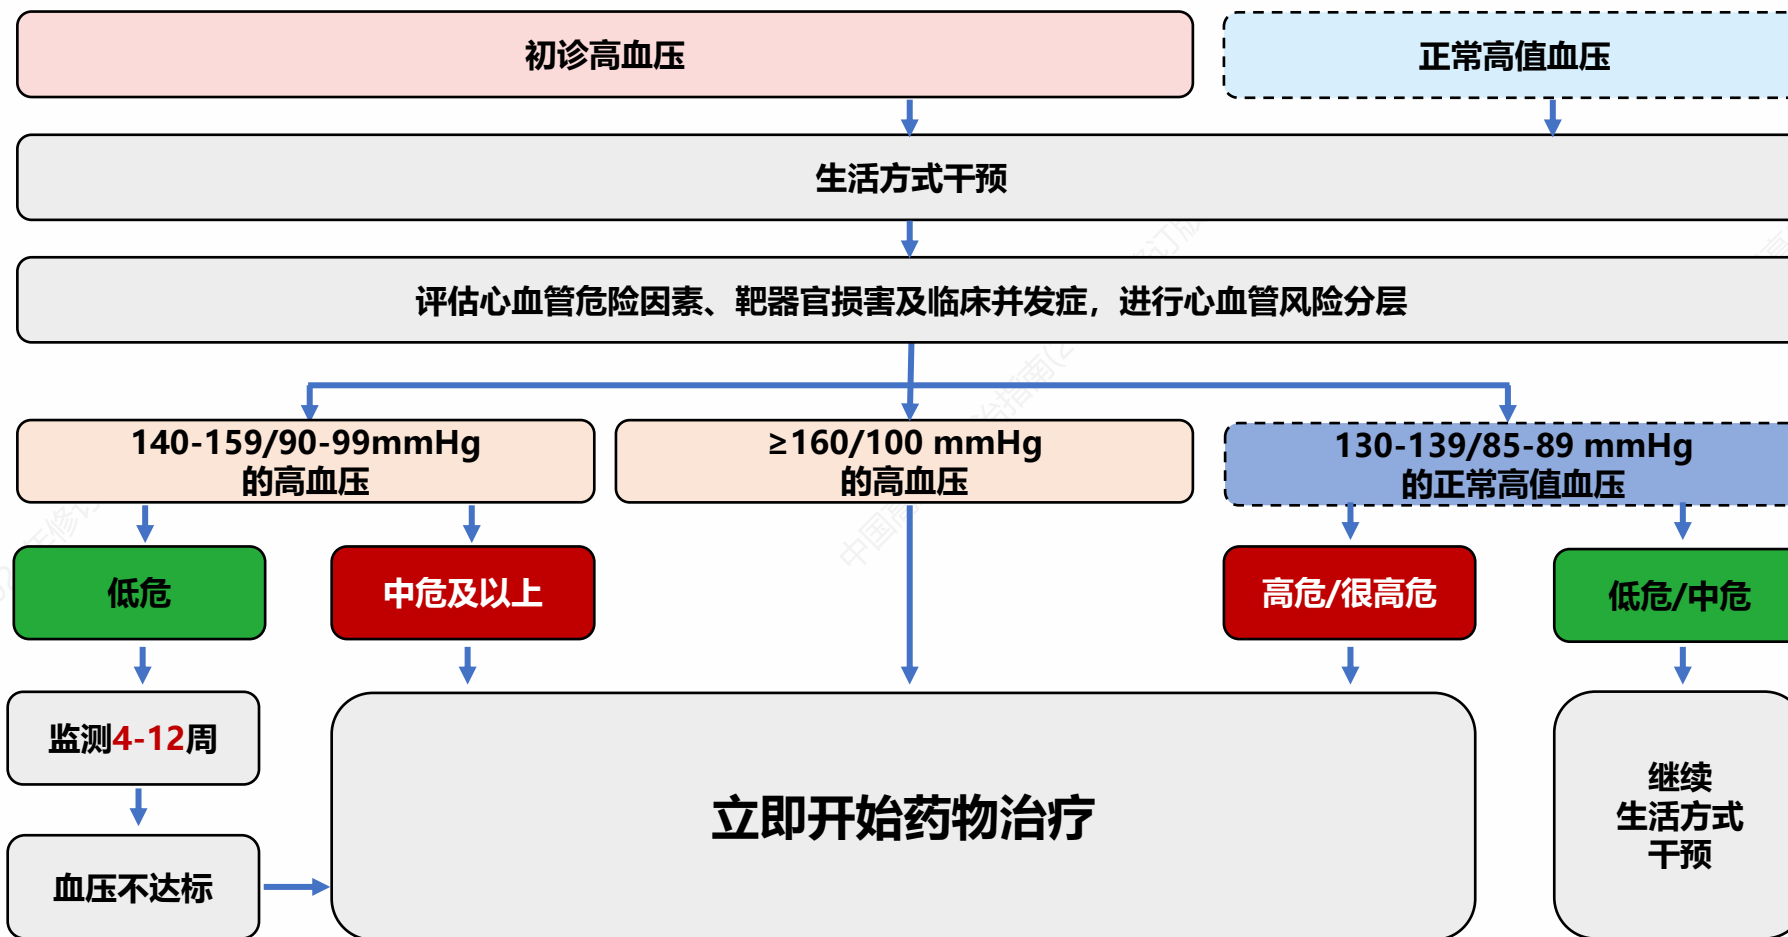 初诊高血压
正常高值血压
生活方式干预
评估心血管危险因素、靶器官损害及临床并发症，进行心血管风险分层
140-159/90-99mmHg
的高血压
≥160/100 mmHg
的高血压
130-139/85-89 mmHg
的正常高值血压
低危
中危及以上
高危/很高危
低危/中危
监测4-12周
立即开始药物治疗
继续
生活方式
干预
血压不达标